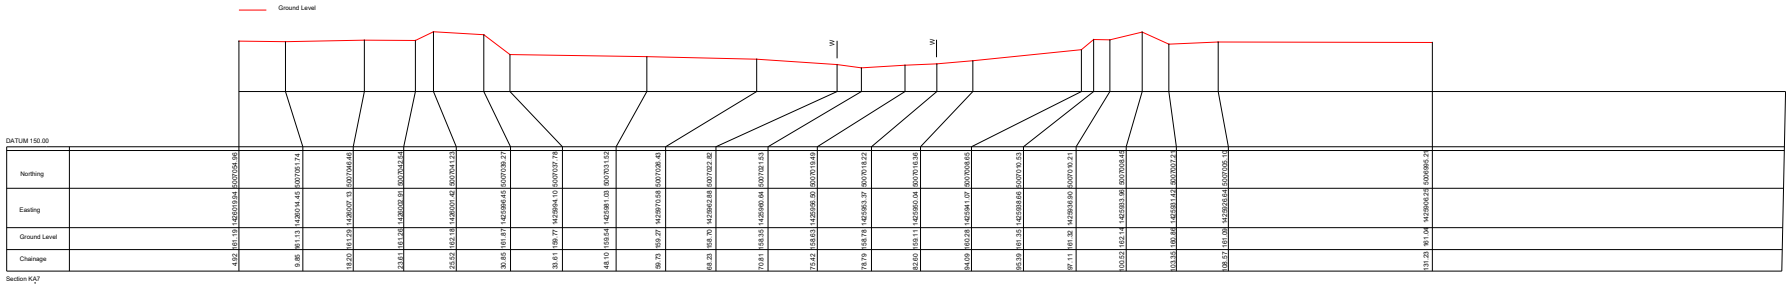 Ground Level
W W
DATUM 150.00
Northing 5007054.96 5007051.74 5007046.46 5007042.54 5007041.23 5007039.27 5007037.78 5007031.52 5007026.43 5007022.82 5007021.53 5007019.49 5007018.22 5007016.36 5007008.65 5007010.53 5007010.21 5007008.45 5007007.21 5007005.10 5006995.21
Easting 1426019.94 1426014.45 1426007.13 1426002.91 1426001.42 1425996.45 1425994.10 1425981.03 1425970.58 1425962.88 1425960.64 1425956.50 1425953.37 1425950.04 1425941.07 1425938.66 1425936.90 1425933.96 1425931.42 1425926.64 1425906.25
Ground Level 161.19 161.13 161.29 161.26 162.18 161.87 159.77 159.54 159.27 158.70 158.35 158.63 158.78 159.11 160.28 161.35 161.32 162.14 160.86 161.09 161.04
Chainage 4.92 9.85 18.20 23.61 25.52 30.85 33.61 48.10 59.73 68.23 70.81 75.42 78.79 82.60 94.09 95.39 97.11 100.52 103.35 108.57 131.23
Section KA7